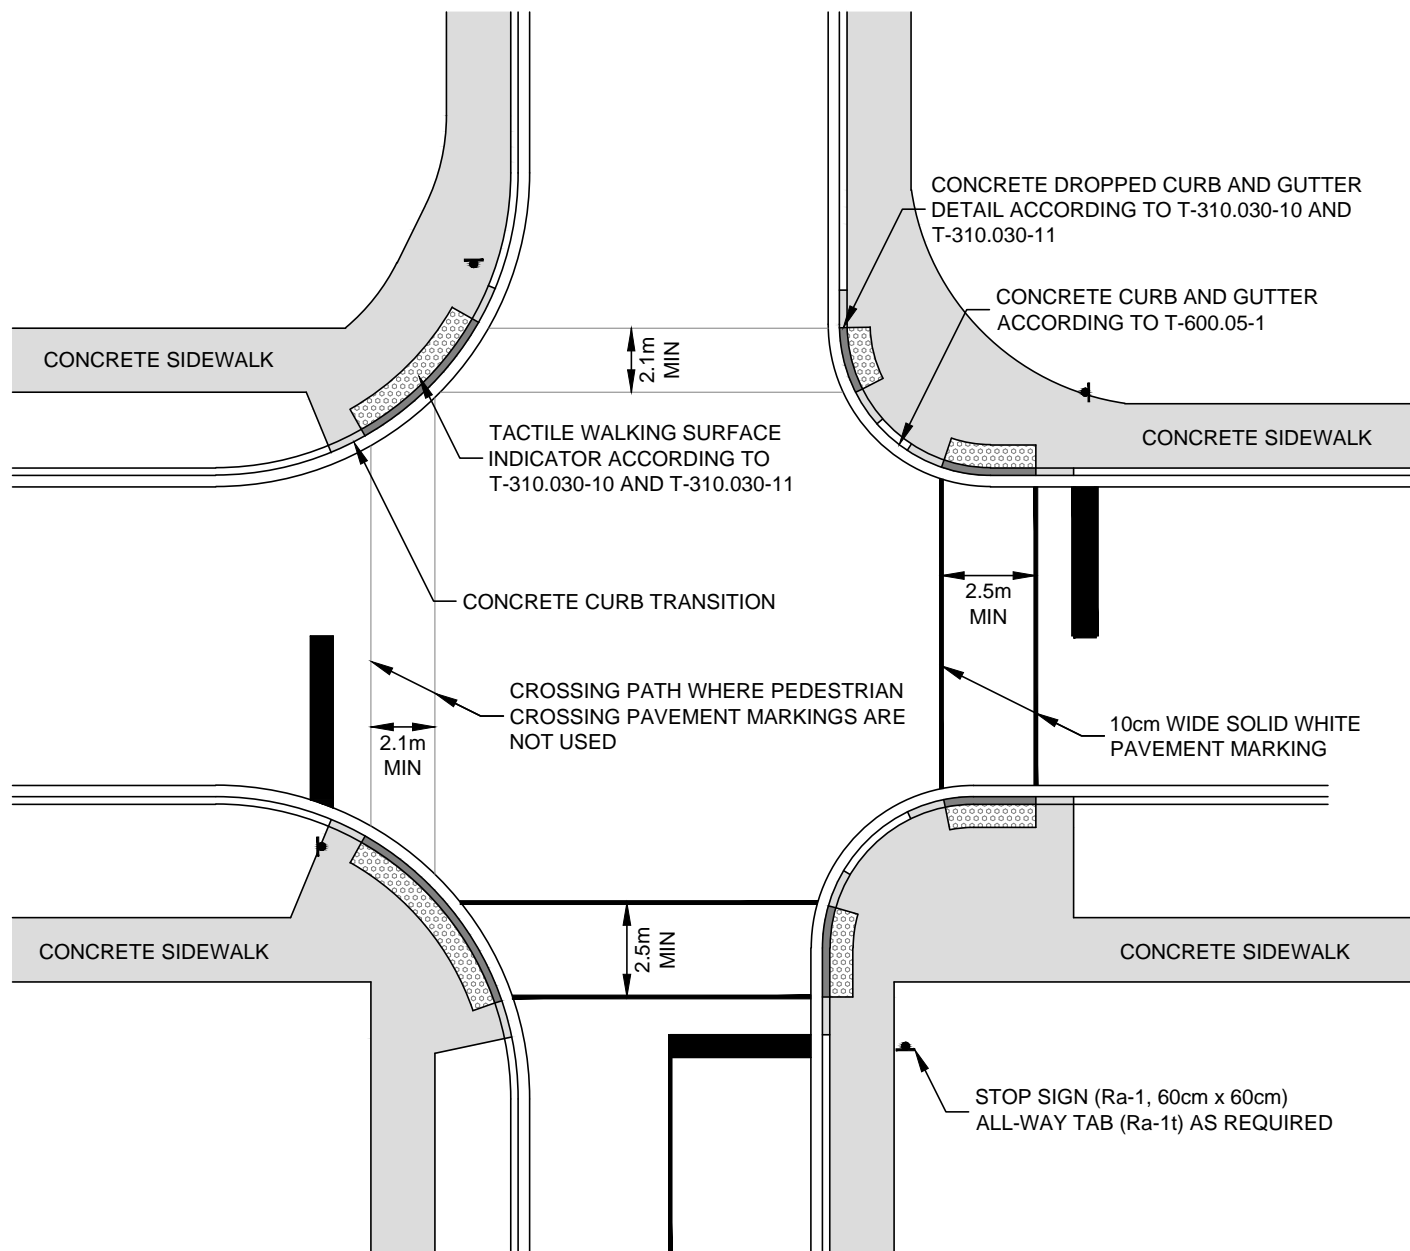 CONCRETE DROPPED CURB AND GUTTER
DETAIL ACCORDING TO T-310.030-10 AND
T-310.030-11
CONCRETE CURB AND GUTTER
ACCORDING TO T-600.05-1
CONCRETE SIDEWALK
2.1m
MIN
TACTILE WALKING SURFACE
INDICATOR ACCORDING TO
T-310.030-10 AND T-310.030-11
CONCRETE SIDEWALK
CONCRETE CURB TRANSITION
2.5m
MIN
CROSSING PATH WHERE PEDESTRIAN
CROSSING PAVEMENT MARKINGS ARE
NOT USED
2.1m
MIN
10cm WIDE SOLID WHITE
PAVEMENT MARKING
CONCRETE SIDEWALK
2.5m
MIN
CONCRETE SIDEWALK
STOP SIGN (Ra-1, 60cm x 60cm)
ALL-WAY TAB (Ra-1t) AS REQUIRED